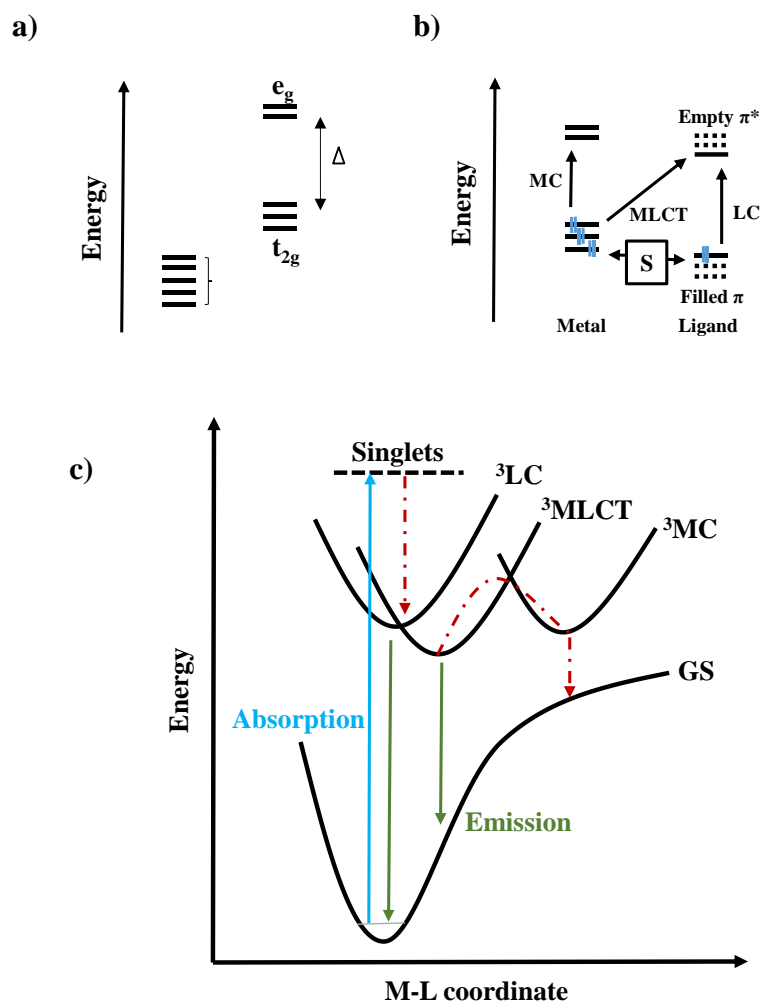 a)
Energy
e₉
Δ
t₂g
b)
Energy
Empty π*
MC
MLCT
LC
S
Filled π
Metal
Ligand
c)
Singlets
³LC
³MLCT
³MC
GS
Energy
Absorption
Emission
M-L coordinate